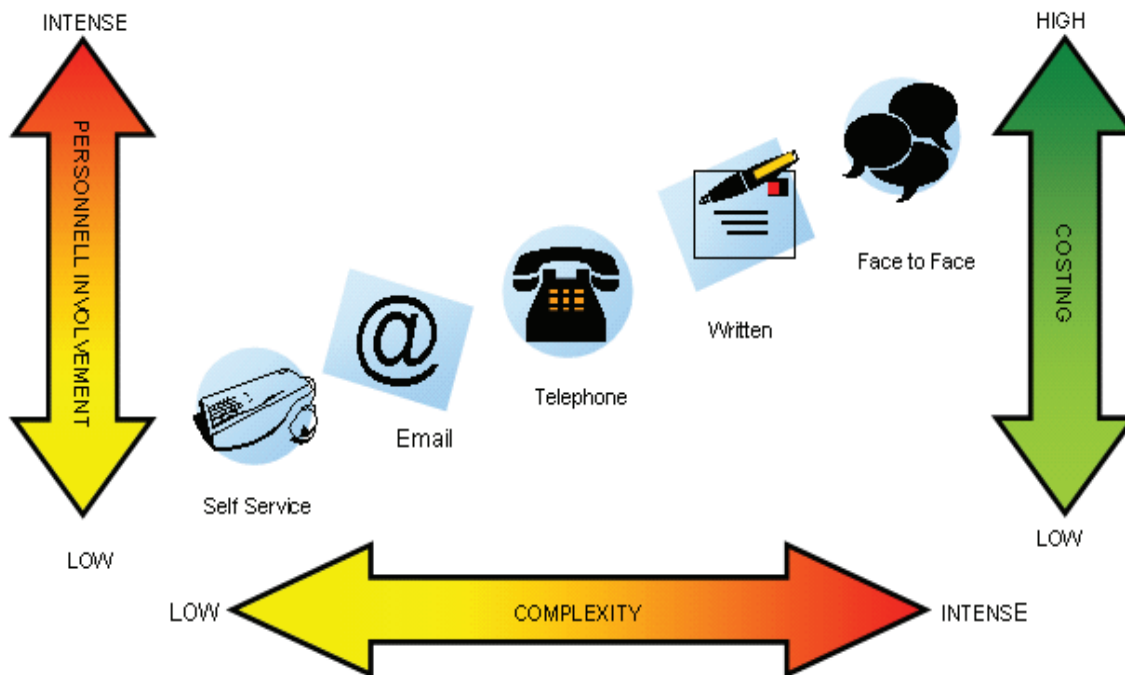 INTENSE
HIGH
PERSONNELL INVOLVEMENT
COSTING
Face to Face
Written
Telephone
@
Email
Self Service
LOW
LOW
LOW
COMPLEXITY
INTENSE